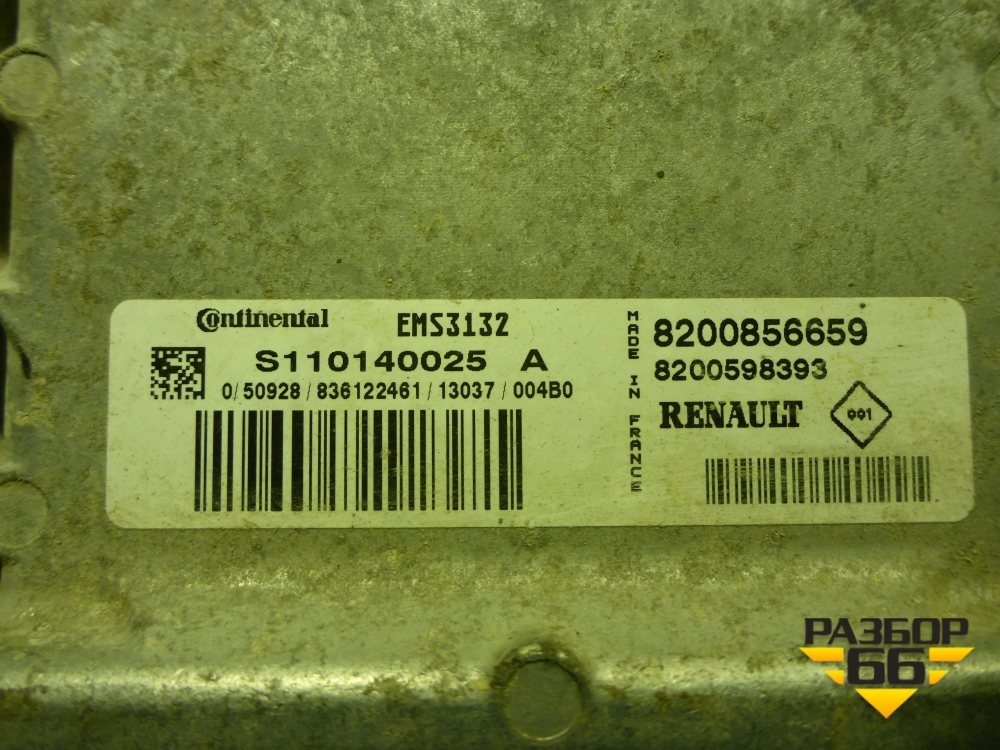 Continental EMS3132
S110140025 A
0/50928/836122461/13037/004B0
MADE IN FRANCE
8200856659
8200598393
RENAULT 001
РАЗБОР
66